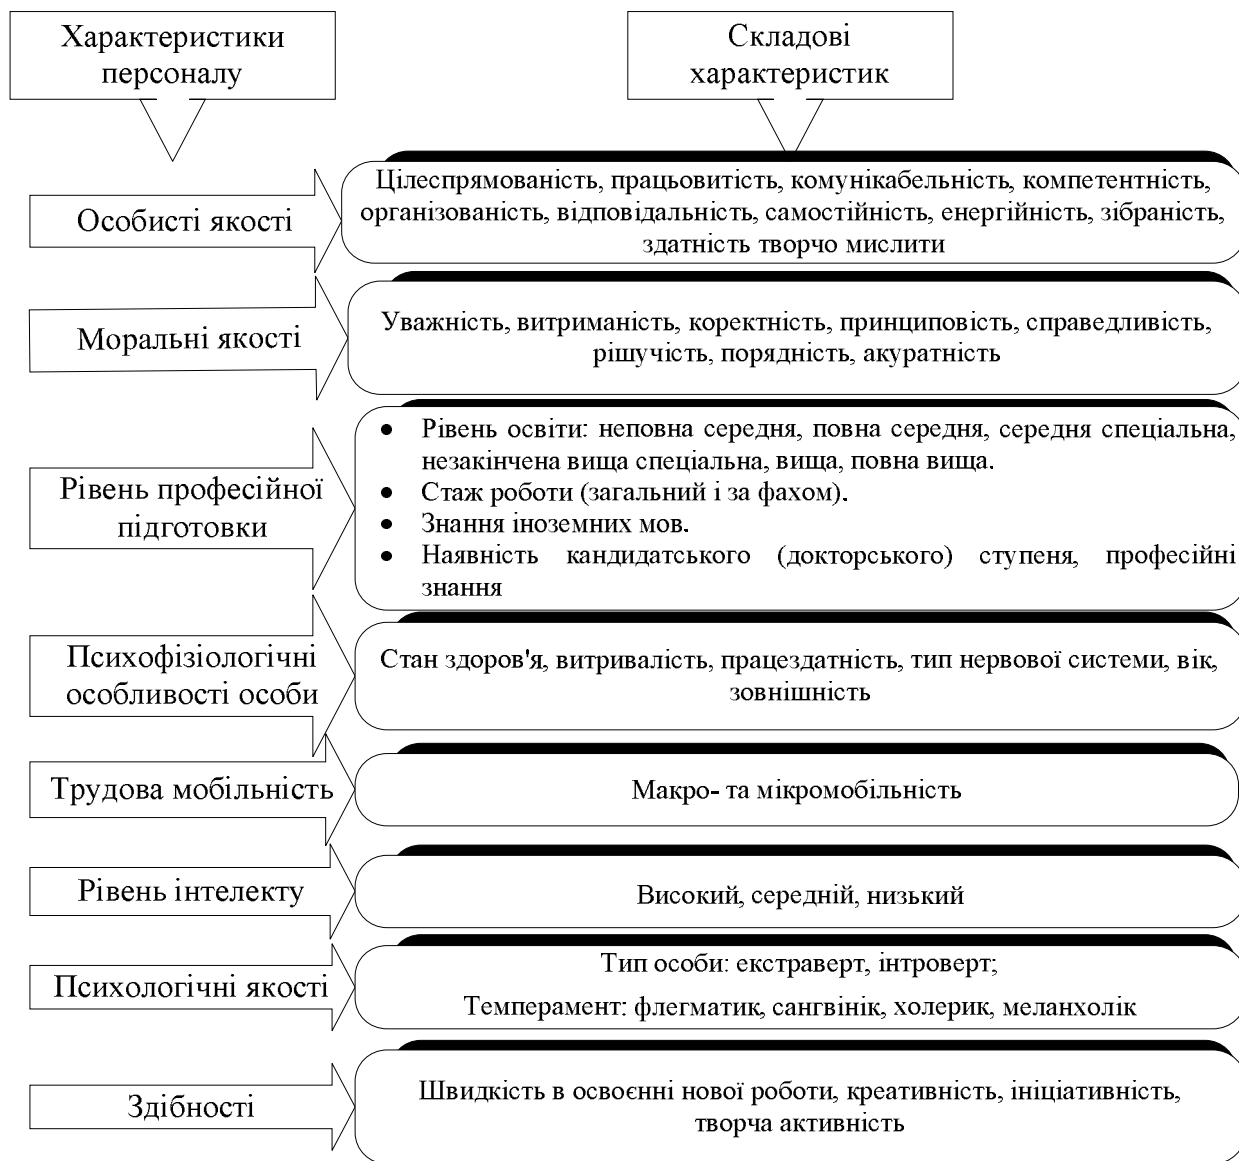 Характеристики
персоналу
Складові
характеристик
Особисті якості
Цілеспрямованість, працьовитість, комунікабельність, компетентність,
організованість, відповідальність, самостійність, енергійність, зібраність,
здатність творчо мислити
Моральні якості
Уважність, витриманість, коректність, принциповість, справедливість,
рішучість, порядність, акуратність
Рівень професійної
підготовки
• Рівень освіти: неповна середня, повна середня, середня спеціальна,
незакінчена вища спеціальна, вища, повна вища.
• Стаж роботи (загальний і за фахом).
• Знання іноземних мов.
• Наявність кандидатського (докторського) ступеня, професійні
знання
Психофізіологічні
особливості особи
Стан здоров'я, витривалість, працездатність, тип нервової системи, вік,
зовнішність
Трудова мобільність
Макро- та мікромобільність
Рівень інтелекту
Високий, середній, низький
Психологічні якості
Тип особи: екстраверт, інтроверт;
Темперамент: флегматик, сангвінік, холерик, меланхолік
Здібності
Швидкість в освоєнні нової роботи, креативність, ініціативність,
творча активність